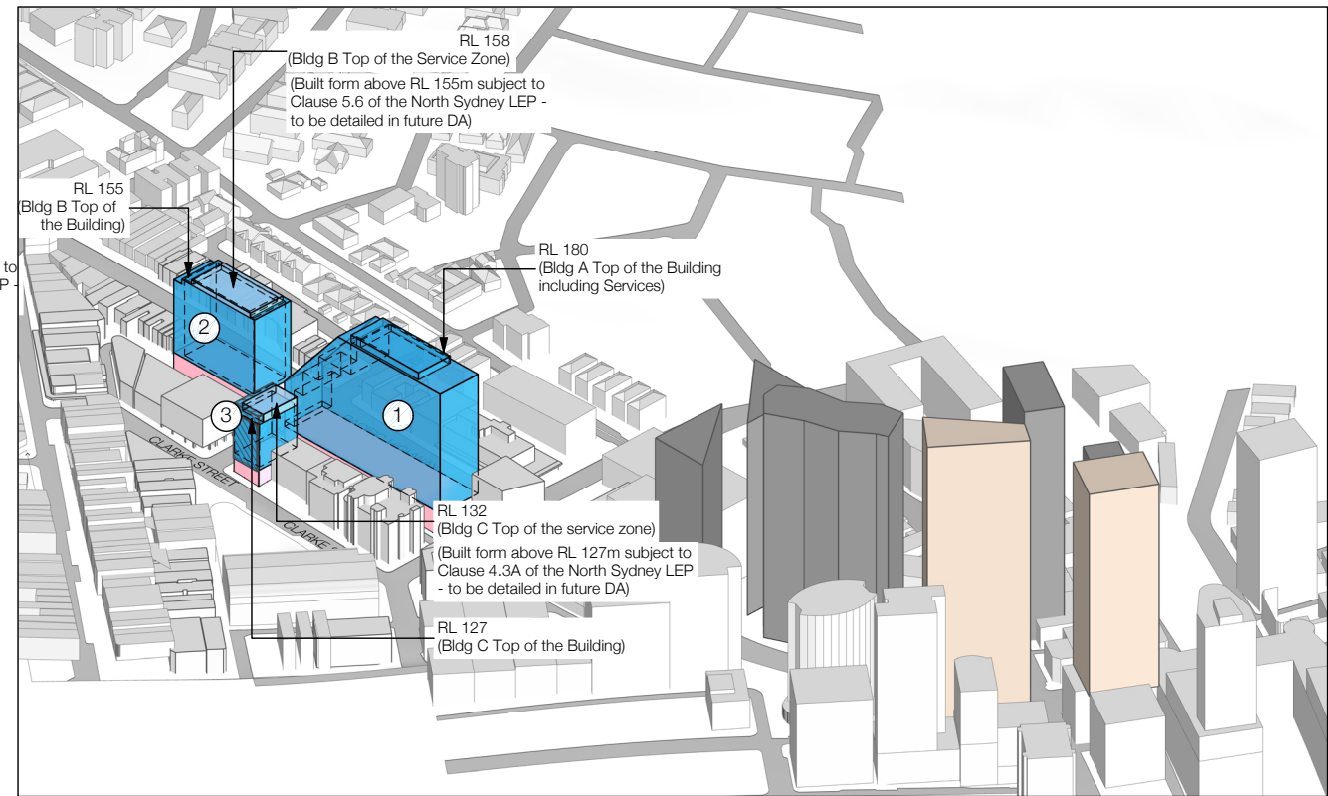 RL 158
(Bldg B Top of the Service Zone)
(Built form above RL 155m subject to
Clause 5.6 of the North Sydney LEP -
to be detailed in future DA)
RL 155
(Bldg B Top of
the Building)
to
P -
RL 180
(Bldg A Top of the Building
including Services)
2
3
1
CLARKE STREET
CLARKE
RL 132
(Bldg C Top of the service zone)
(Built form above RL 127m subject to
Clause 4.3A of the North Sydney LEP
- to be detailed in future DA)
RL 127
(Bldg C Top of the Building)